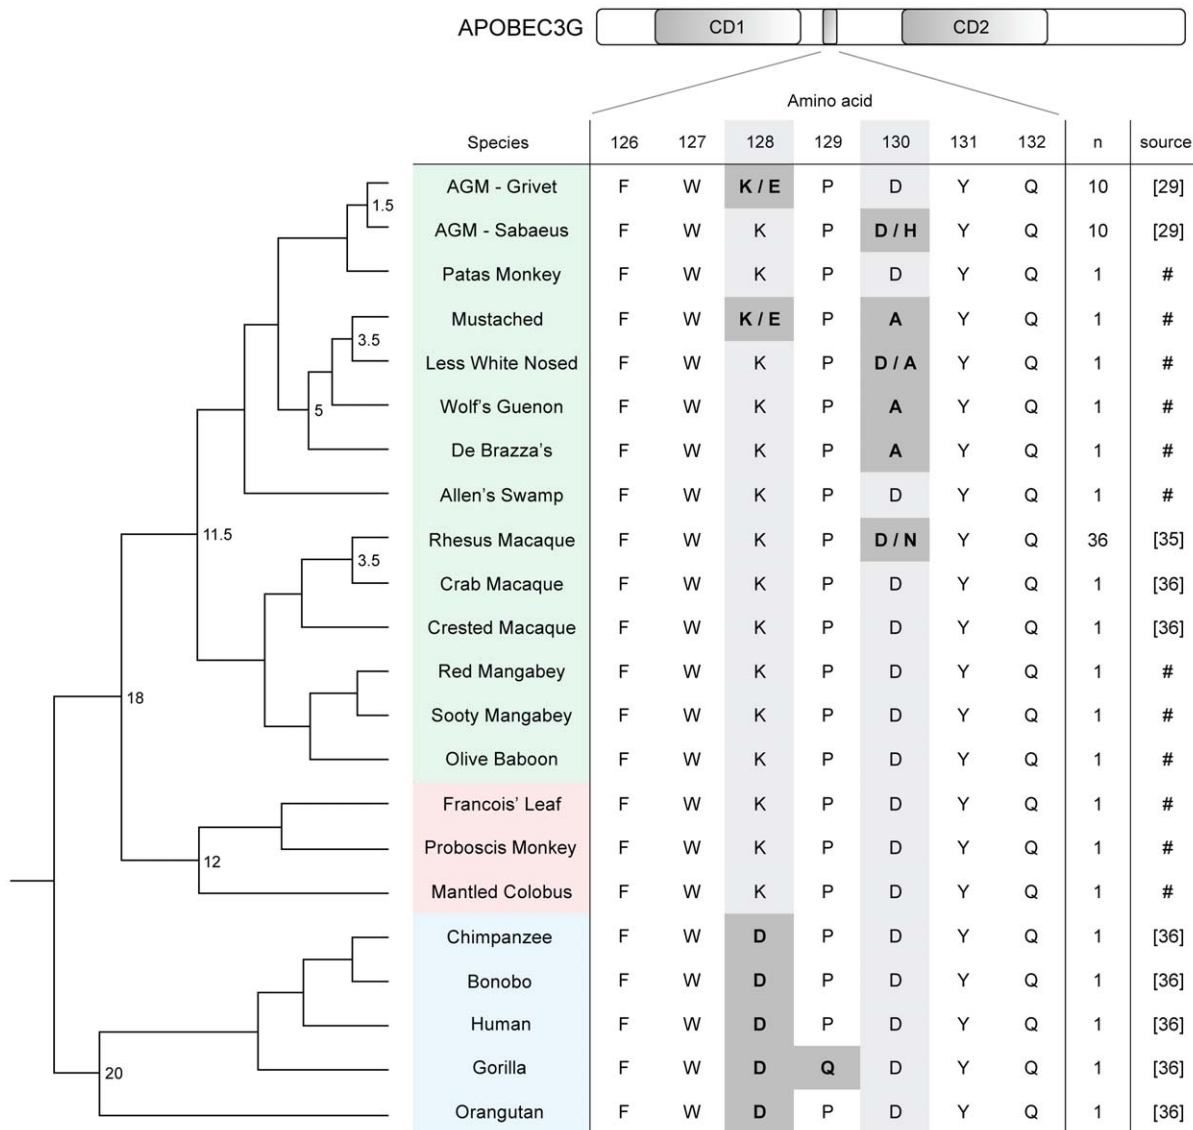 APOBEC3G CD1 CD2
Amino acid
Species 126 127 128 129 130 131 132 n source
AGM - Grivet F W K / E P D Y Q 10 [29]
1.5
AGM - Sabaeus F W K P D / H Y Q 10 [29]
Patas Monkey F W K P D Y Q 1 #
Mustached F W K / E P A Y Q 1 #
3.5
Less White Nosed F W K P D / A Y Q 1 #
Wolf's Guenon F W K P A Y Q 1 #
5
De Brazza's F W K P A Y Q 1 #
Allen's Swamp F W K P D Y Q 1 #
11.5
Rhesus Macaque F W K P D / N Y Q 36 [35]
3.5
Crab Macaque F W K P D Y Q 1 [36]
Crested Macaque F W K P D Y Q 1 [36]
Red Mangabey F W K P D Y Q 1 #
18
Sooty Mangabey F W K P D Y Q 1 #
Olive Baboon F W K P D Y Q 1 #
Francois' Leaf F W K P D Y Q 1 #
Proboscis Monkey F W K P D Y Q 1 #
12
Mantled Colobus F W K P D Y Q 1 #
Chimpanzee F W D P D Y Q 1 [36]
Bonobo F W D P D Y Q 1 [36]
Human F W D P D Y Q 1 [36]
Gorilla F W D Q D Y Q 1 [36]
20
Orangutan F W D P D Y Q 1 [36]